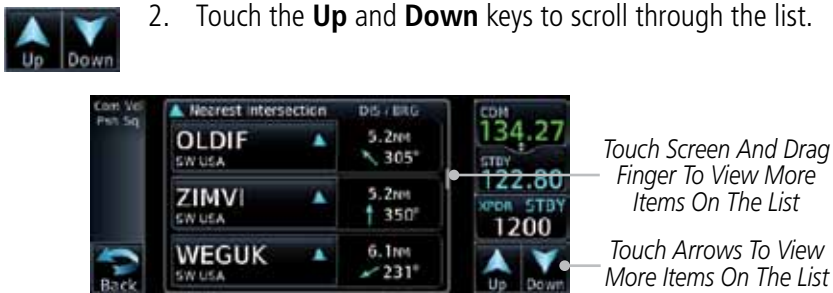 2. Touch the Up and Down keys to scroll through the list.
Up Down
Com Vol
Psh Sq
Nearest Intersection DIS / BRG
OLDIF
SW USA
5.2NM
305°
ZIMVI
SW USA
5.2NM
350°
WEGUK
SW USA
6.1NM
231°
Back
COM
134.27
STBY
122.80
XPDR STBY
1200
Up Down
Touch Screen And Drag
Finger To View More
Items On The List
Touch Arrows To View
More Items On The List